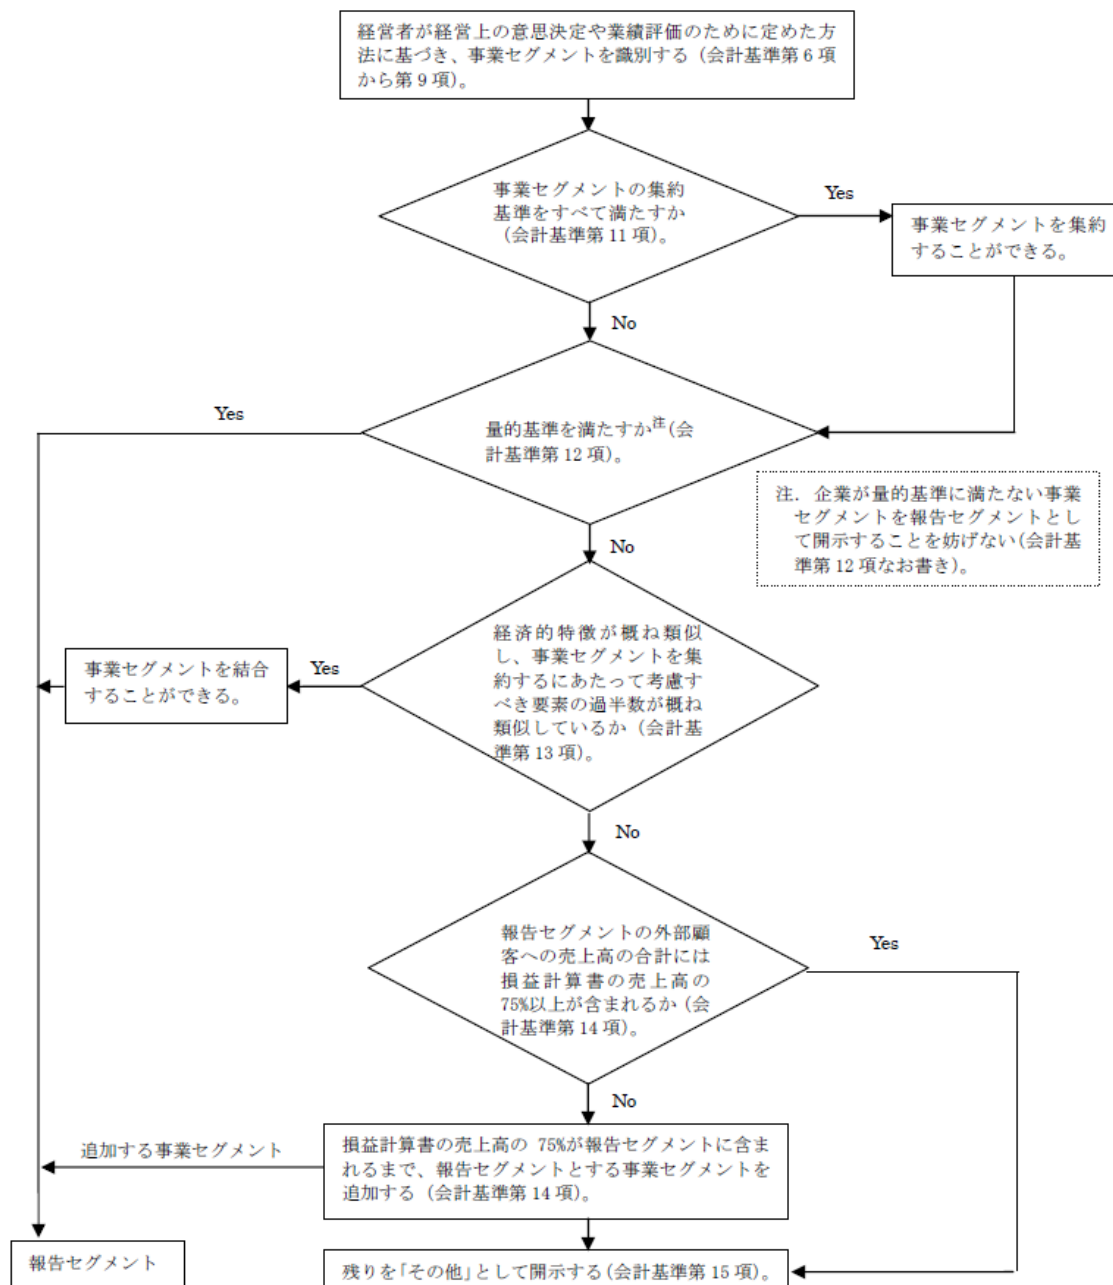 経営者が経営上の意思決定や業績評価のために定めた方
法に基づき、事業セグメントを識別する（会計基準第 6 項
から第 9 項）。
事業セグメントの集約
基準をすべて満たすか
（会計基準第 11 項）。
Yes
事業セグメントを集約
することができる。
No
Yes
量的基準を満たすか注(会
計基準第 12 項)。
注．企業が量的基準に満たない事業
セグメントを報告セグメントとし
て開示することを妨げない(会計基
準第 12 項なお書き)。
No
経済的特徴が概ね類似
し、事業セグメントを集
約するにあたって考慮す
べき要素の過半数が概ね
類似しているか（会計基
準第 13 項）。
Yes
事業セグメントを結合
することができる。
No
報告セグメントの外部顧
客への売上高の合計には
損益計算書の売上高の
75%以上が含まれるか（会
計基準第 14 項）。
Yes
No
追加する事業セグメント
損益計算書の売上高の 75%が報告セグメントに含ま
れるまで、報告セグメントとする事業セグメントを
追加する（会計基準第 14 項）。
報告セグメント
残りを「その他」として開示する(会計基準第 15 項)。